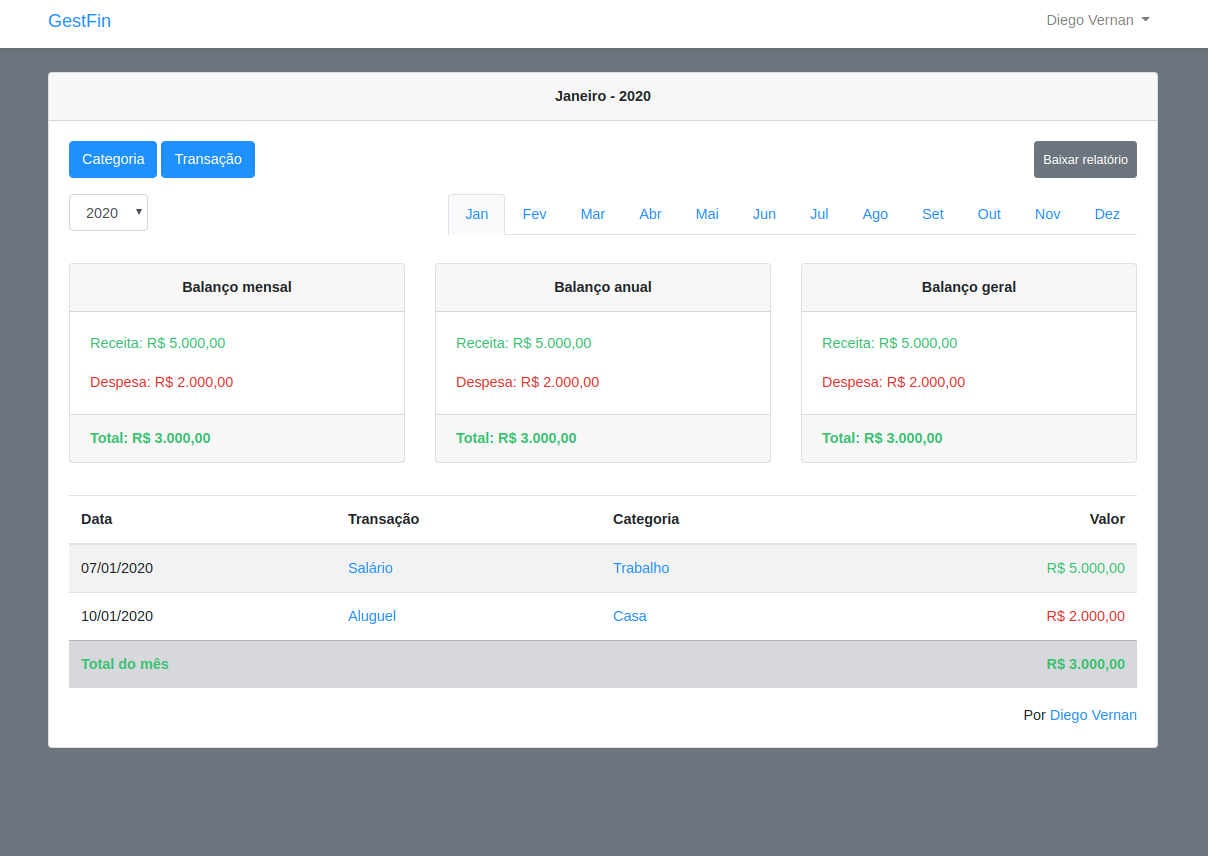 GestFin Diego Vernan
Janeiro - 2020
Categoria Transação Baixar relatório
2020 Jan Fev Mar Abr Mai Jun Jul Ago Set Out Nov Dez
Balanço mensal Balanço anual Balanço geral
Receita: R$ 5.000,00 Receita: R$ 5.000,00 Receita: R$ 5.000,00
Despesa: R$ 2.000,00 Despesa: R$ 2.000,00 Despesa: R$ 2.000,00
Total: R$ 3.000,00 Total: R$ 3.000,00 Total: R$ 3.000,00
Data Transação Categoria Valor
07/01/2020 Salário Trabalho R$ 5.000,00
10/01/2020 Aluguel Casa R$ 2.000,00
Total do mês R$ 3.000,00
Por Diego Vernan